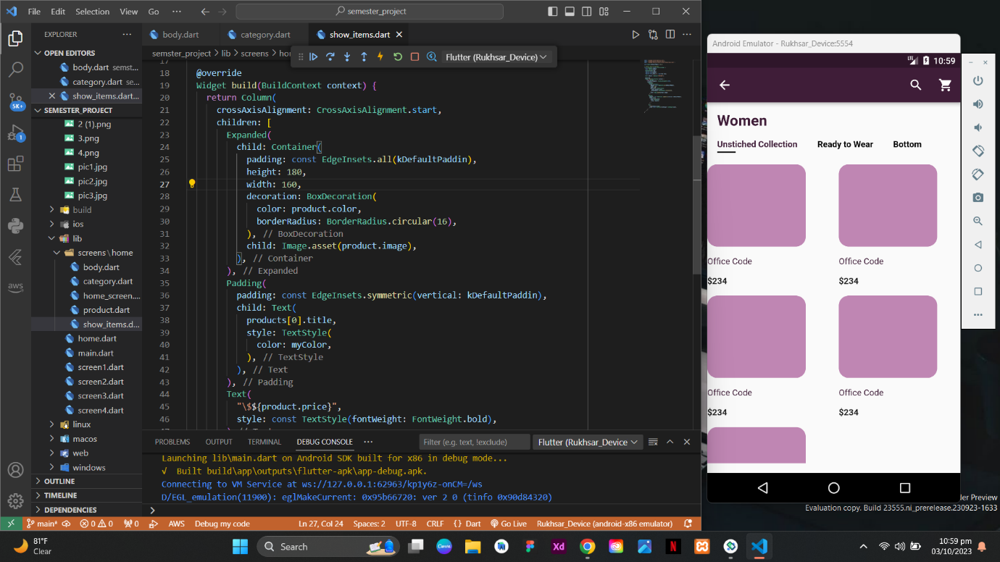 File Edit Selection View Go ··· semester_project
EXPLORER ···
OPEN EDITORS
body.dart semst...
category.dart se...
show_items.dart...
SEMESTER_PROJECT
2 (1).png
3.png
4.png
pic1.jpg
pic2.jpg
pic3.jpg
build
ios
lib
screens\home
body.dart
category.dart
home_screen....
product.dart
show_items.d...
home.dart
main.dart
screen1.dart
screen2.dart
screen3.dart
screen4.dart
linux
macos
web
windows
OUTLINE
TIMELINE
DEPENDENCIES
5K+
1
aws
body.dart category.dart show_items.dart
semster_project > lib > screens > ho
Flutter (Rukhsar_Device)
17
18 @override
19 Widget build(BuildContext context) {
20 return Column(
21 crossAxisAlignment: CrossAxisAlignment.start,
22 children: [
23 Expanded(
24 child: Container(
25 padding: const EdgeInsets.all(kDefaultPaddin),
26 height: 180,
27 width: 160,
28 decoration: BoxDecoration(
29 color: product.color,
30 borderRadius: BorderRadius.circular(16),
31 ), // BoxDecoration
32 child: Image.asset(product.image),
33 ), // Container
34 ), // Expanded
35 Padding(
36 padding: const EdgeInsets.symmetric(vertical: kDefaultPaddin),
37 child: Text(
38 products[0].title,
39 style: TextStyle(
40 color: myColor,
41 ), // TextStyle
42 ), // Text
43 ), // Padding
44 Text(
45 "\$${product.price}",
46 style: const TextStyle(fontWeight: FontWeight.bold),
PROBLEMS OUTPUT TERMINAL DEBUG CONSOLE ··· Filter (e.g. text, !exclude) Flutter (Rukhsar_Device
Launching lib\main.dart on Android SDK built for x86 in debug mode...
√ Built build\app\outputs\flutter-apk\app-debug.apk.
Connecting to VM Service at ws://127.0.0.1:62963/kp1y6z-onCM=/ws
D/EGL_emulation(11900): eglMakeCurrent: 0x95b66720: ver 2 0 (tinfo 0x90d84320)
main* 0 0 0 AWS Debug my code Ln 27, Col 24 Spaces: 2 UTF-8 CRLF {} Dart Go Live Rukhsar_Device (android-x86 emulator)
Android Emulator - Rukhsar_Device:5554
LTE 10:59
Women
Unstiched Collection Ready to Wear Bottom
Office Code Office Code
$234 $234
Office Code Office Code
$234 $234
er Preview
Evaluation copy. Build 23555.ni_prerelease.230923-1633
81°F
Clear
Search
Canva
Xd
N
10:59 pm
03/10/2023